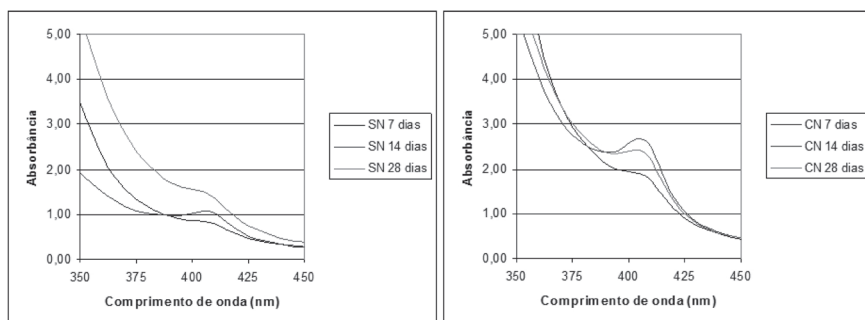 5,00
4,00
3,00
2,00
1,00
0,00
Absorbância
350 375 400 425 450
Comprimento de onda (nm)
SN 7 dias
SN 14 dias
SN 28 dias
5,00
4,00
3,00
2,00
1,00
0,00
Absorbância
350 375 400 425 450
Comprimento de onda (nm)
CN 7 dias
CN 14 dias
CN 28 dias